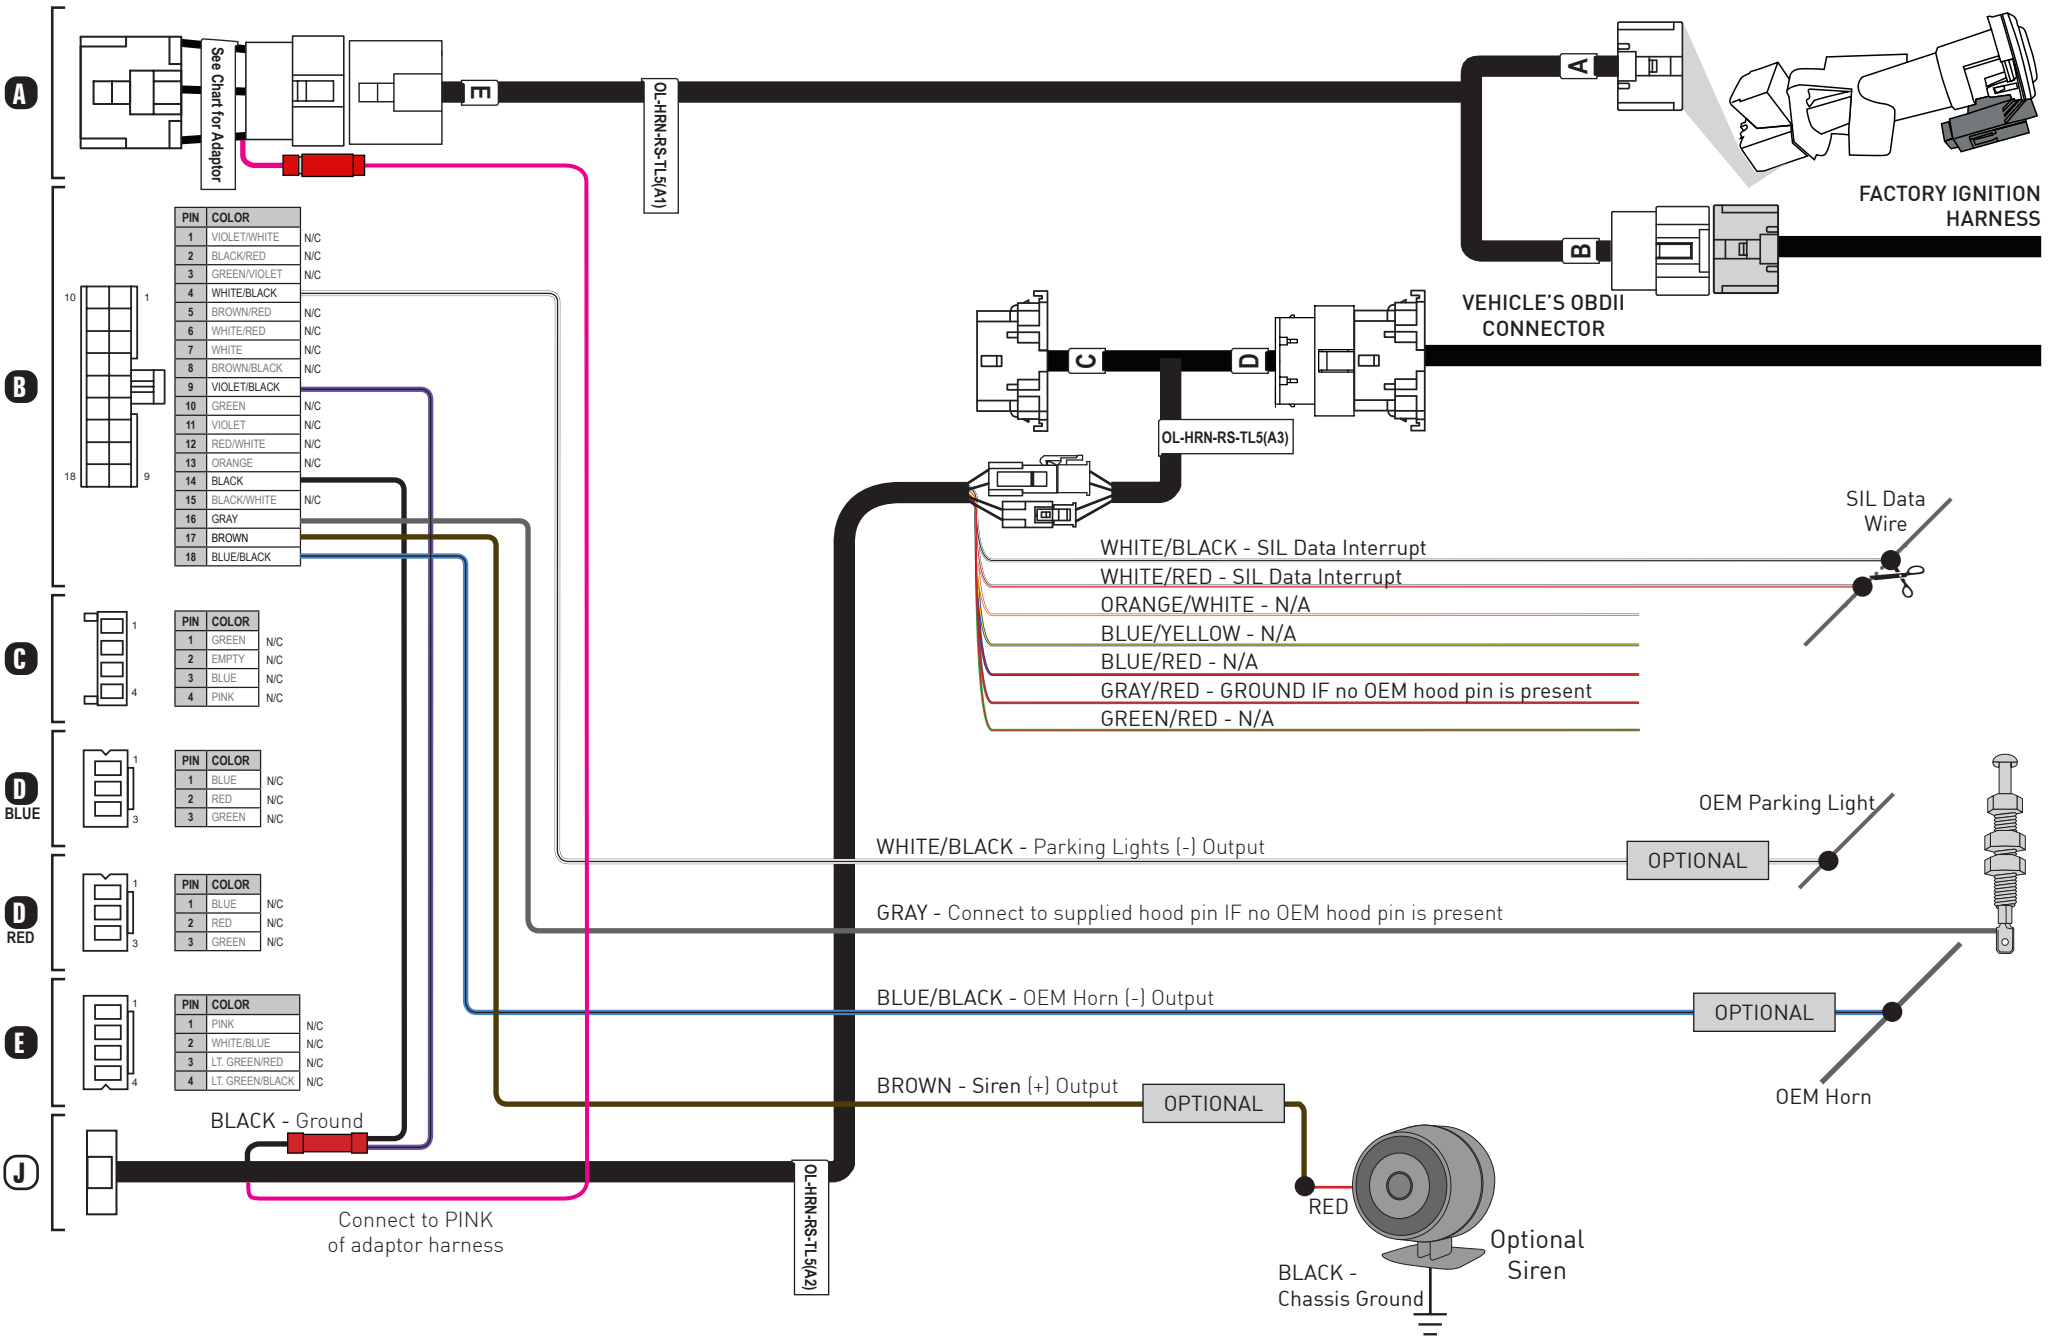 A
See Chart for Adaptor
E
OL-HRN-RS-TL5(A1)
A
B
FACTORY IGNITION
HARNESS
B
10
1
18
9
PIN COLOR
1 VIOLET/WHITE N/C
2 BLACK/RED N/C
3 GREEN/VIOLET N/C
4 WHITE/BLACK
5 BROWN/RED N/C
6 WHITE/RED N/C
7 WHITE N/C
8 BROWN/BLACK N/C
9 VIOLET/BLACK
10 GREEN N/C
11 VIOLET N/C
12 RED/WHITE N/C
13 ORANGE N/C
14 BLACK
15 BLACK/WHITE N/C
16 GRAY
17 BROWN
18 BLUE/BLACK
VEHICLE'S OBDII
CONNECTOR
C
D
OL-HRN-RS-TL5(A3)
SIL Data
Wire
WHITE/BLACK - SIL Data Interrupt
WHITE/RED - SIL Data Interrupt
ORANGE/WHITE - N/A
BLUE/YELLOW - N/A
BLUE/RED - N/A
GRAY/RED - GROUND IF no OEM hood pin is present
GREEN/RED - N/A
C
1
4
PIN COLOR
1 GREEN N/C
2 EMPTY N/C
3 BLUE N/C
4 PINK N/C
D
BLUE
1
3
PIN COLOR
1 BLUE N/C
2 RED N/C
3 GREEN N/C
OEM Parking Light
WHITE/BLACK - Parking Lights (-) Output
OPTIONAL
D
RED
1
3
PIN COLOR
1 BLUE N/C
2 RED N/C
3 GREEN N/C
GRAY - Connect to supplied hood pin IF no OEM hood pin is present
E
1
4
PIN COLOR
1 PINK N/C
2 WHITE/BLUE N/C
3 LT. GREEN/RED N/C
4 LT. GREEN/BLACK N/C
BLUE/BLACK - OEM Horn (-) Output
OPTIONAL
OEM Horn
BROWN - Siren (+) Output
OPTIONAL
J
BLACK - Ground
Connect to PINK
of adaptor harness
OL-HRN-RS-TL5(A2)
RED
Optional
Siren
BLACK -
Chassis Ground